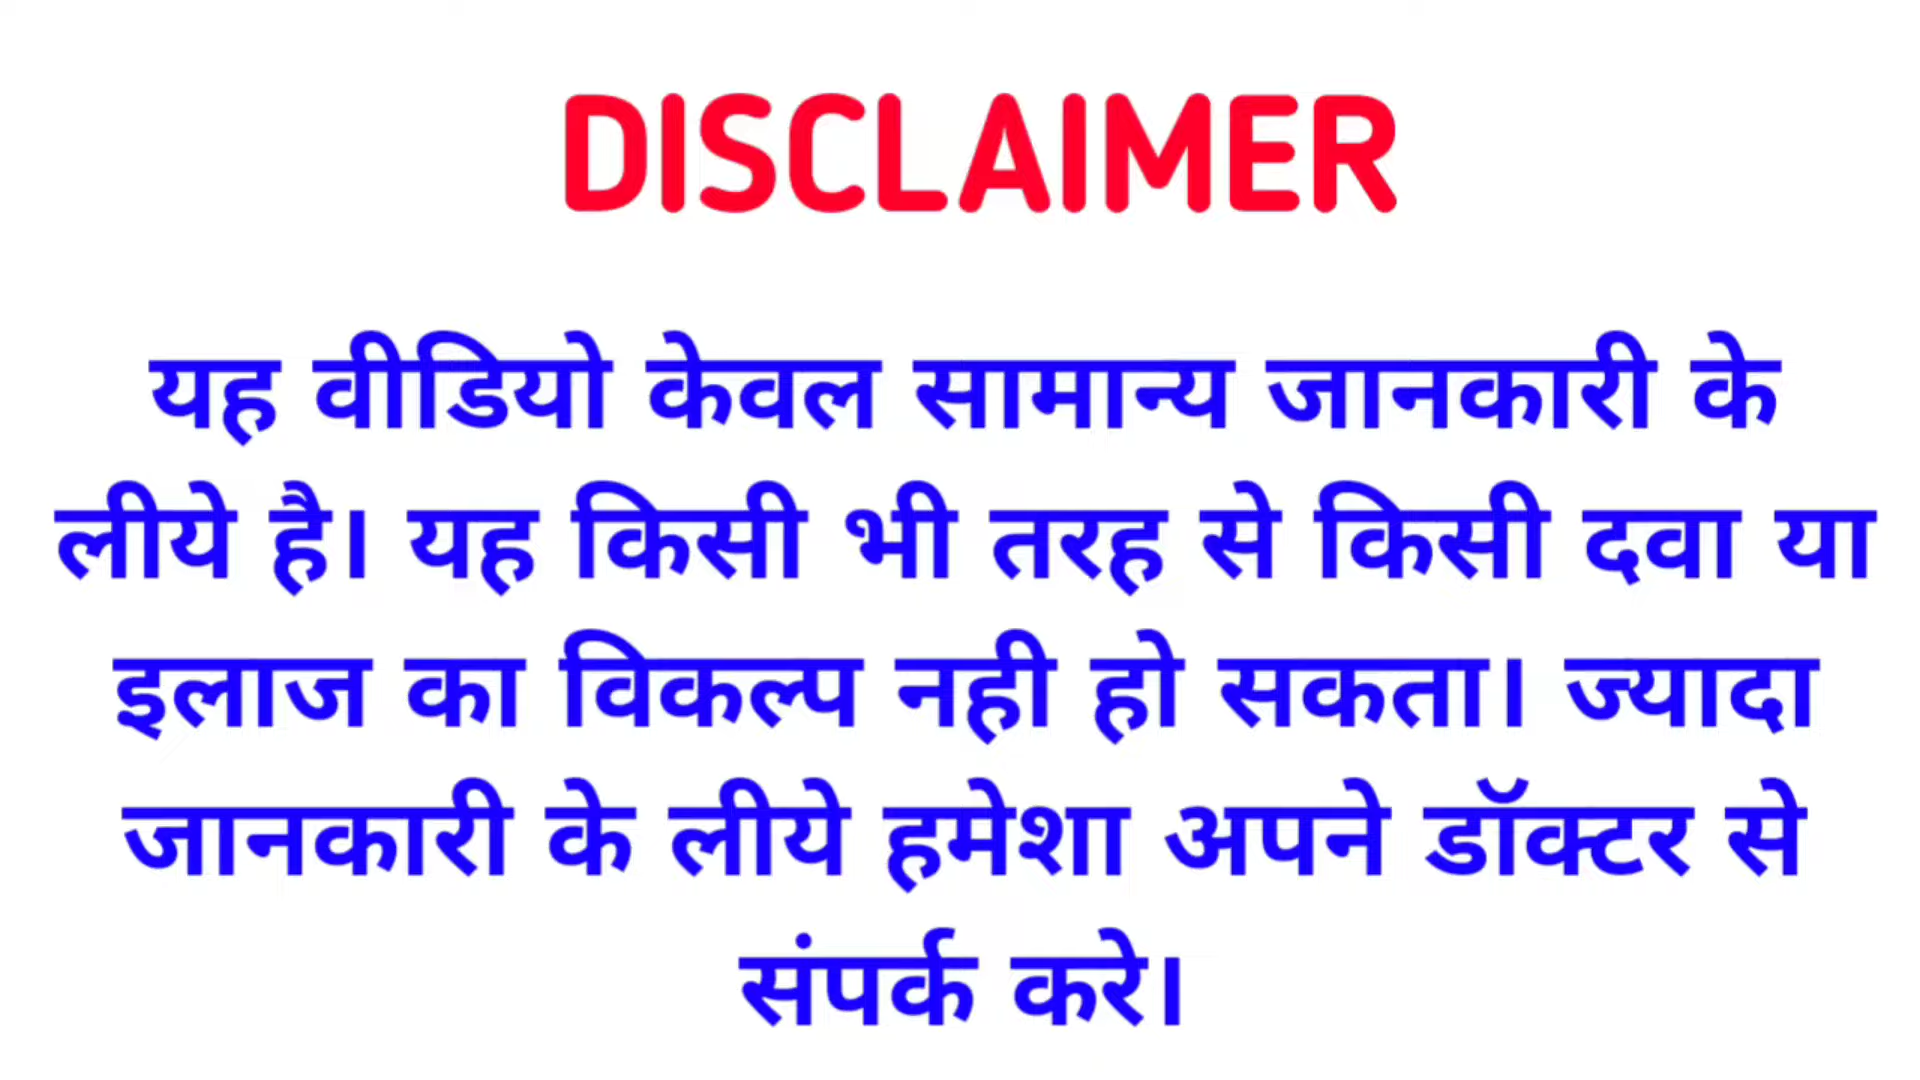 DISCLAIMER
यह वीडियो केवल सामान्य जानकारी के
लीये है। यह किसी भी तरह से किसी दवा या
इलाज का विकल्प नही हो सकता। ज्यादा
जानकारी के लीये हमेशा अपने डॉक्टर से
संपर्क करे।